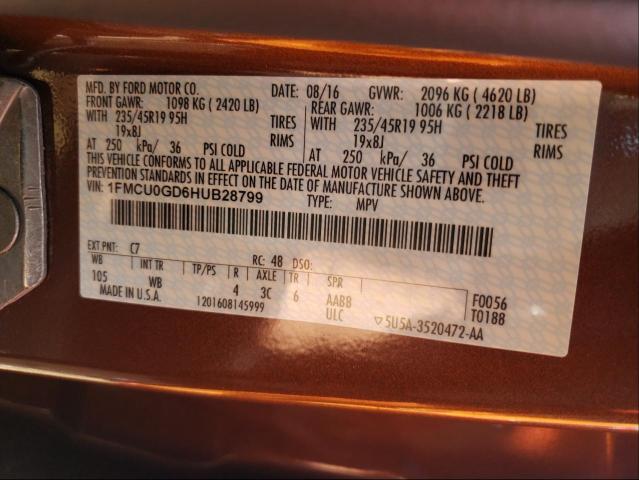 MFD. BY FORD MOTOR CO. DATE: 08/16 GVWR: 2096 KG ( 4620 LB)
FRONT GAWR: 1098 KG ( 2420 LB) REAR GAWR: 1006 KG ( 2218 LB)
WITH 235/45R19 95H TIRES WITH 235/45R19 95H TIRES
19x8J RIMS 19x8J RIMS
AT 250 kPa/ 36 PSI COLD AT 250 kPa/ 36 PSI COLD
THIS VEHICLE CONFORMS TO ALL APPLICABLE FEDERAL MOTOR VEHICLE SAFETY AND THEFT
PREVENTION STANDARDS IN EFFECT ON THE DATE OF MANUFACTURE SHOWN ABOVE.
VIN: 1FMCU0GD6HUB28799 TYPE: MPV
EXT PNT: C7 RC: 48 DSO:
WB INT TR TP/PS R AXLE TR SPR
105 WB 4 3C 6 AABB F0056
MADE IN U.S.A. 1201608145999 ULC T0188
▽5U5A-3520472-AA